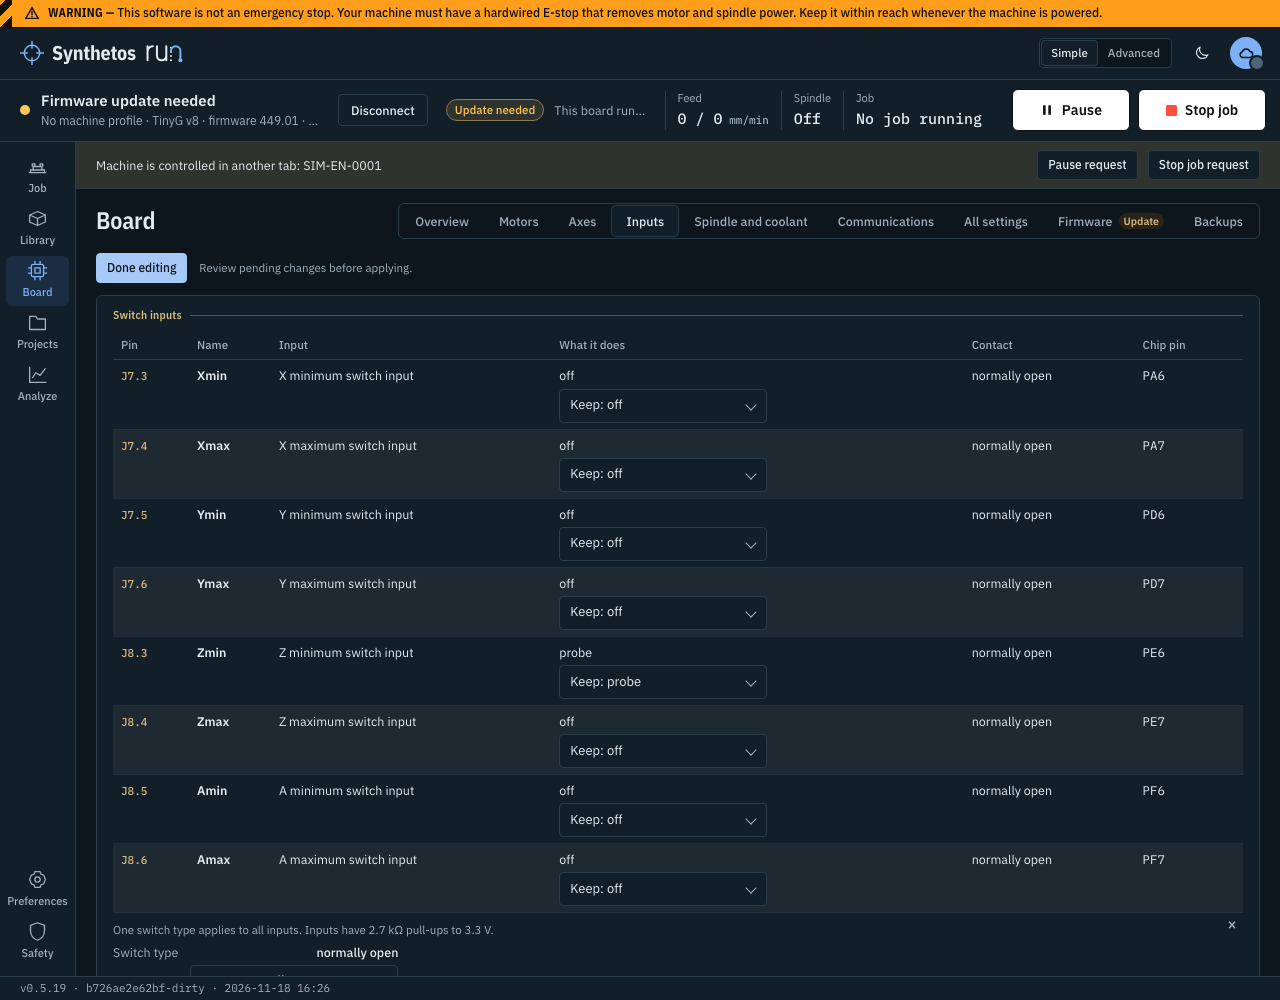 WARNING — This software is not an emergency stop. Your machine must have a hardwired E-stop that removes motor and spindle power. Keep it within reach whenever the machine is powered.
Synthetos run
Simple Advanced
Firmware update needed
No machine profile · TinyG v8 · firmware 449.01 · ...
Disconnect
Update needed This board run...
Feed
0 / 0 mm/min
Spindle
Off
Job
No job running
Pause
Stop job
Machine is controlled in another tab: SIM-EN-0001
Pause request Stop job request
Job
Library
Board
Projects
Analyze
Preferences
Safety
Board
Overview Motors Axes Inputs Spindle and coolant Communications All settings Firmware Update Backups
Done editing Review pending changes before applying.
Switch inputs
Pin Name Input What it does Contact Chip pin
J7.3 Xmin X minimum switch input off normally open PA6
Keep: off
J7.4 Xmax X maximum switch input off normally open PA7
Keep: off
J7.5 Ymin Y minimum switch input off normally open PD6
Keep: off
J7.6 Ymax Y maximum switch input off normally open PD7
Keep: off
J8.3 Zmin Z minimum switch input probe normally open PE6
Keep: probe
J8.4 Zmax Z maximum switch input off normally open PE7
Keep: off
J8.5 Amin A minimum switch input off normally open PF6
Keep: off
J8.6 Amax A maximum switch input off normally open PF7
Keep: off
One switch type applies to all inputs. Inputs have 2.7 kΩ pull-ups to 3.3 V.
×
Switch type normally open
v0.5.19 · b726ae2e62bf-dirty · 2026-11-18 16:26